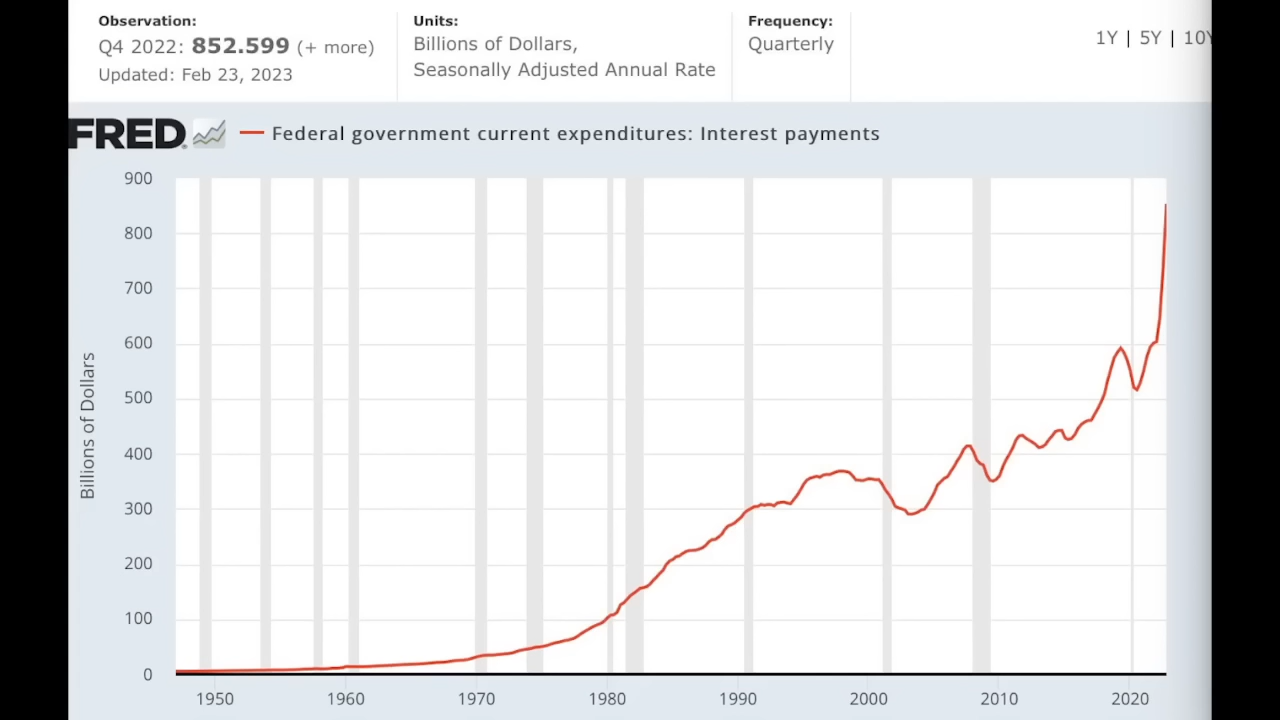 Observation:
Q4 2022: 852.599 (+ more)
Updated: Feb 23, 2023
Units:
Billions of Dollars,
Seasonally Adjusted Annual Rate
Frequency:
Quarterly
1Y | 5Y | 10Y
FRED
Federal government current expenditures: Interest payments
Billions of Dollars
900
800
700
600
500
400
300
200
100
0
1950 1960 1970 1980 1990 2000 2010 2020